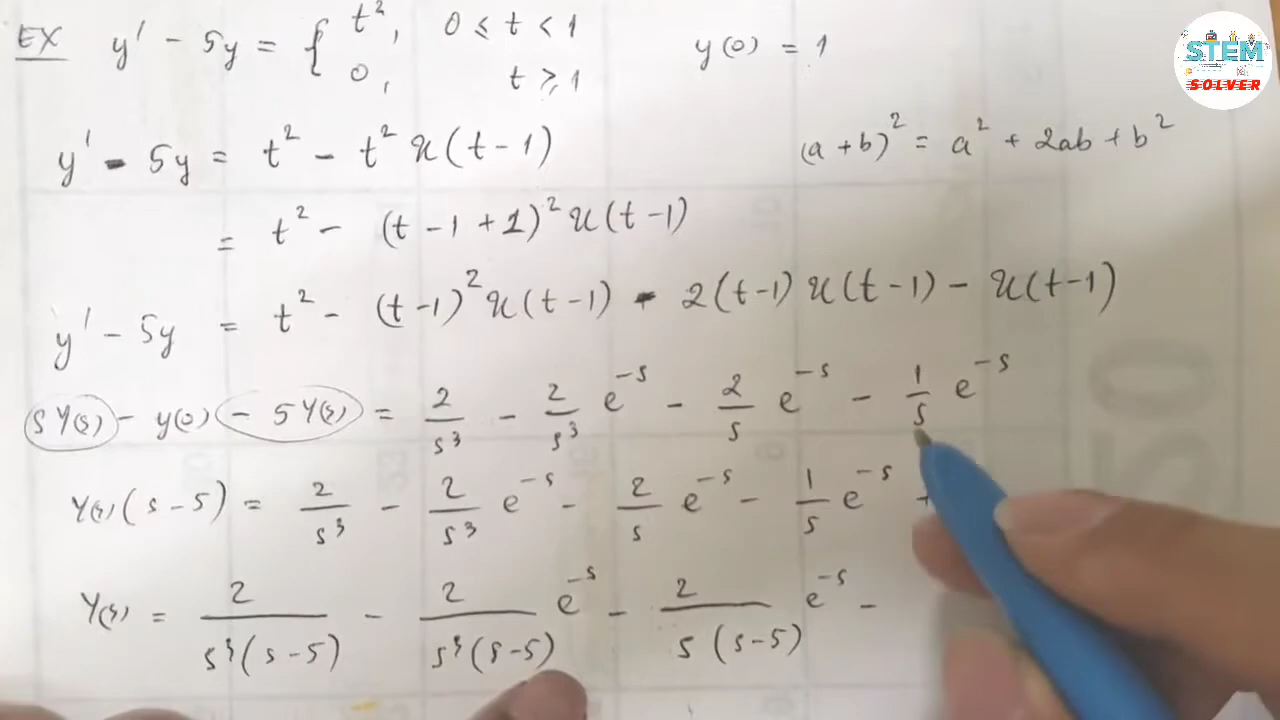 EX y' - 5y = { t², 0 ≤ t < 1 y(0) = 1
0, t ≥ 1
STEM
SOLVER
y' - 5y = t² - t² u(t-1) (a+b)² = a² + 2ab + b²
= t² - (t-1+1)² u(t-1)
y' - 5y = t² - (t-1)² u(t-1) - 2(t-1) u(t-1) - u(t-1)
sY(s) - y(0) - 5Y(s) = 2/s³ - 2/s³ e^-s - 2/s e^-s - 1/s e^-s
Y(s)(s-5) = 2/s³ - 2/s³ e^-s - 2/s e^-s - 1/s e^-s +
Y(s) = 2/s³(s-5) - 2/s³(s-5) e^-s - 2/s(s-5) e^-s -
50